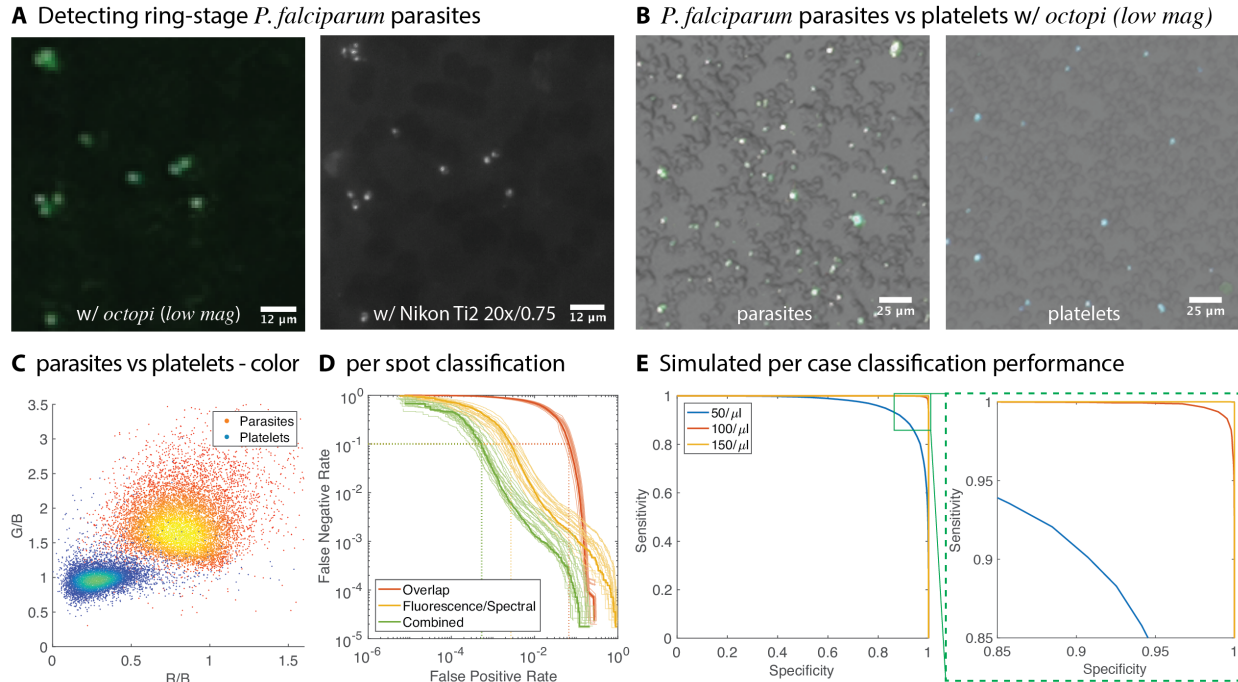 A Detecting ring-stage P. falciparum parasites
w/ octopi (low mag)
12 μm
w/ Nikon Ti2 20x/0.75
12 μm
B P. falciparum parasites vs platelets w/ octopi (low mag)
parasites
25 μm
platelets
25 μm
C parasites vs platelets - color
3.5
3
2.5
2
1.5
1
0.5
0
G/B
Parasites
Platelets
0 0.5 1 1.5
R/B
D per spot classification
10^0
10^-1
10^-2
10^-3
10^-4
10^-5
False Negative Rate
Overlap
Fluorescence/Spectral
Combined
10^-6 10^-4 10^-2 10^0
False Positive Rate
E Simulated per case classification performance
1
0.8
0.6
0.4
0.2
0
Sensitivity
50/μl
100/μl
150/μl
0 0.2 0.4 0.6 0.8 1
Specificity
1
0.95
0.9
0.85
Sensitivity
0.85 0.9 0.95 1
Specificity